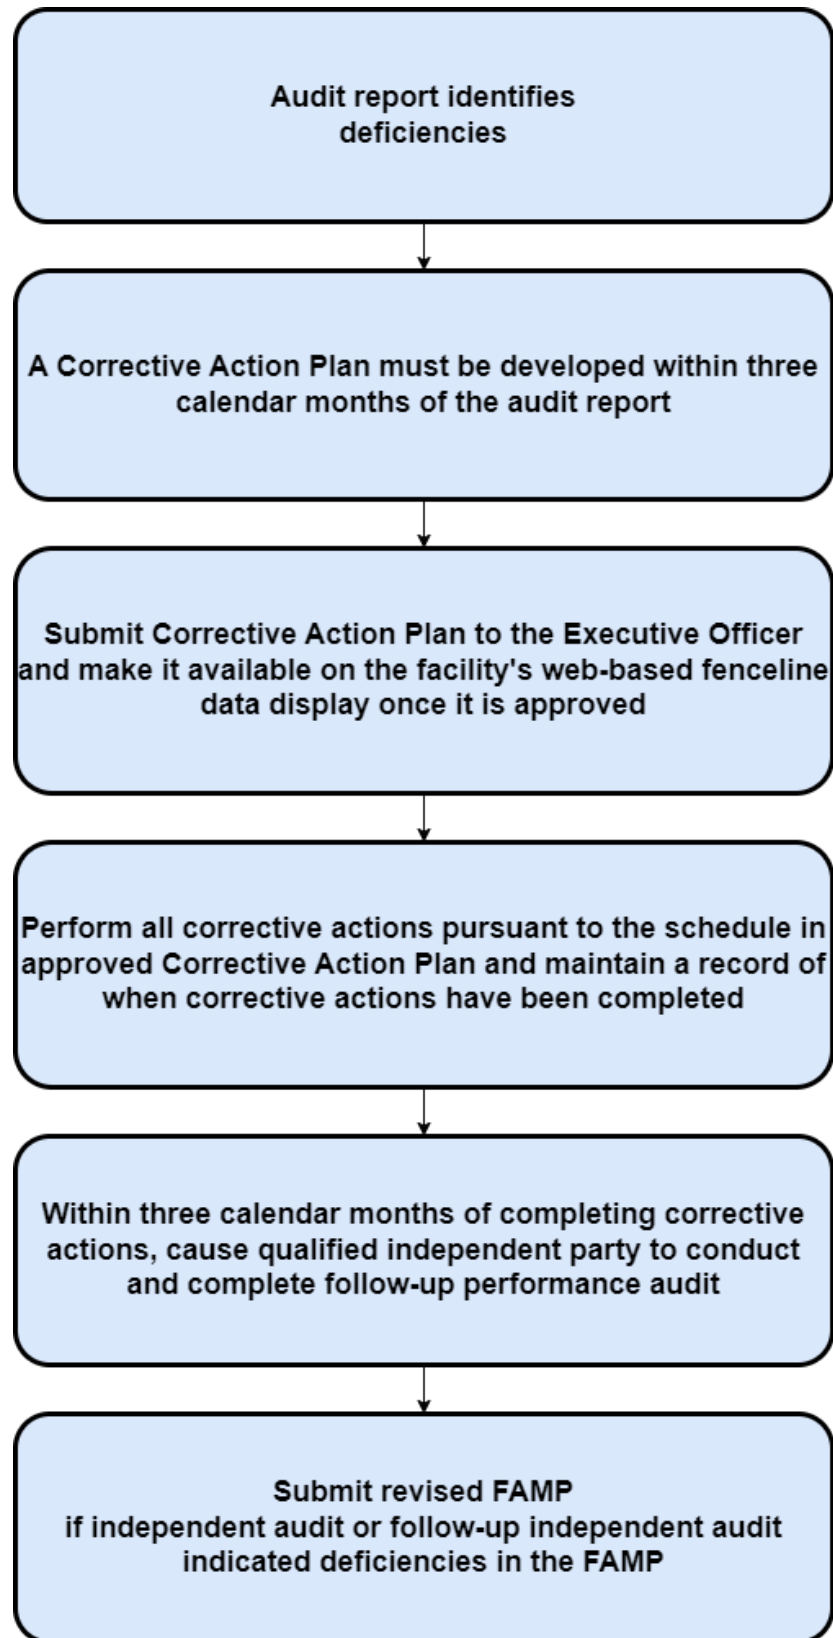 Audit report identifies
deficiencies
A Corrective Action Plan must be developed within three
calendar months of the audit report
Submit Corrective Action Plan to the Executive Officer
and make it available on the facility's web-based fenceline
data display once it is approved
Perform all corrective actions pursuant to the schedule in
approved Corrective Action Plan and maintain a record of
when corrective actions have been completed
Within three calendar months of completing corrective
actions, cause qualified independent party to conduct
and complete follow-up performance audit
Submit revised FAMP
if independent audit or follow-up independent audit
indicated deficiencies in the FAMP